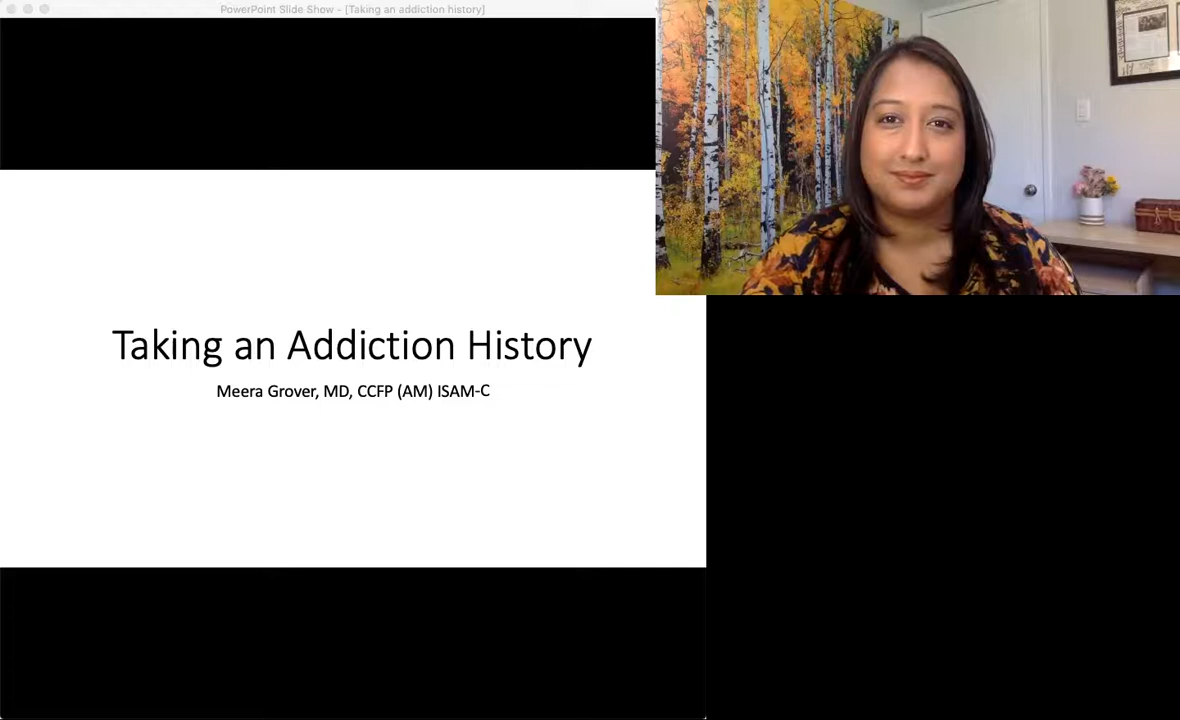 PowerPoint Slide Show - [Taking an addiction history]
Taking an Addiction History
Meera Grover, MD, CCFP (AM) ISAM-C